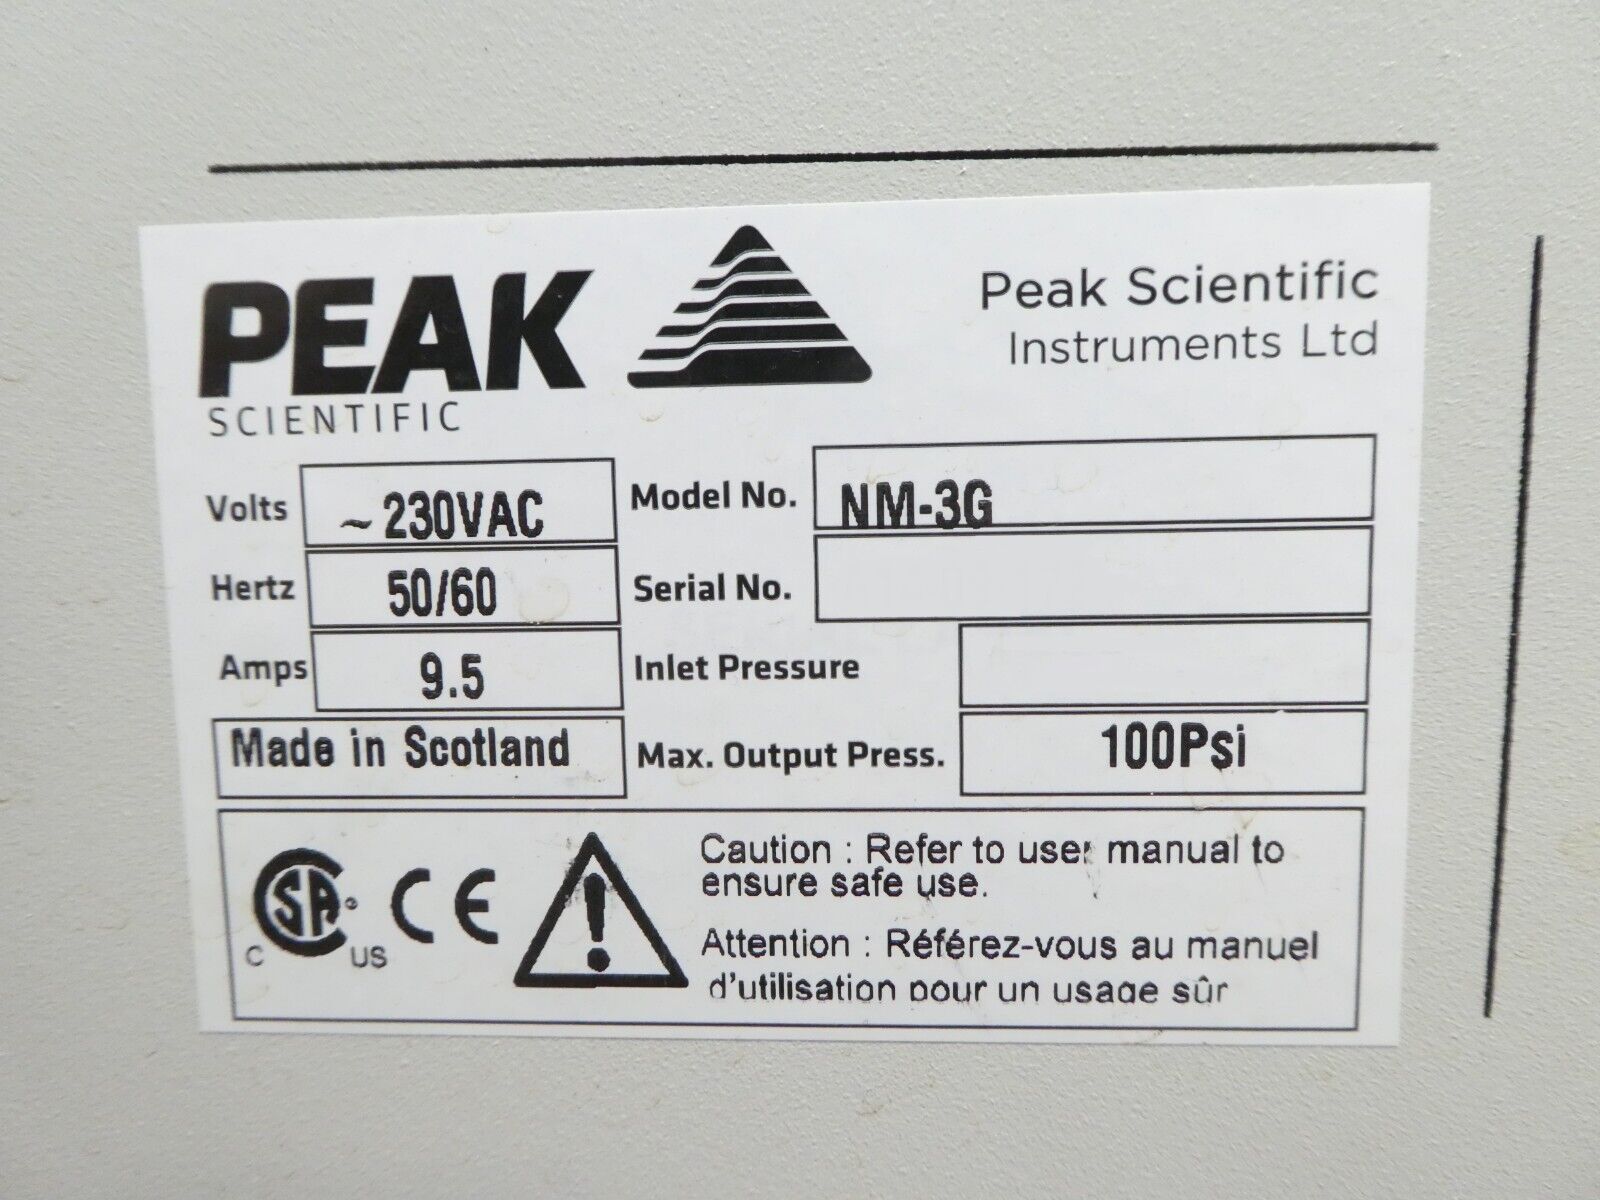 PEAK
SCIENTIFIC
Peak Scientific
Instruments Ltd
Volts ~230VAC
Model No. NM-3G
Hertz 50/60
Serial No.
Amps 9.5
Inlet Pressure
Made in Scotland
Max. Output Press. 100Psi
CSA
C US
CE
Caution : Refer to user manual to
ensure safe use.
Attention : Référez-vous au manuel
d'utilisation pour un usage sûr